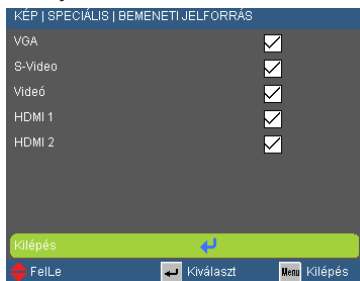 KÉP | SPECIÁLIS | BEMENETI JELFORRÁS
VGA
S-Video
Videó
HDMI 1
HDMI 2
Kilépés
FelLe Kiválaszt Menu Kilépés